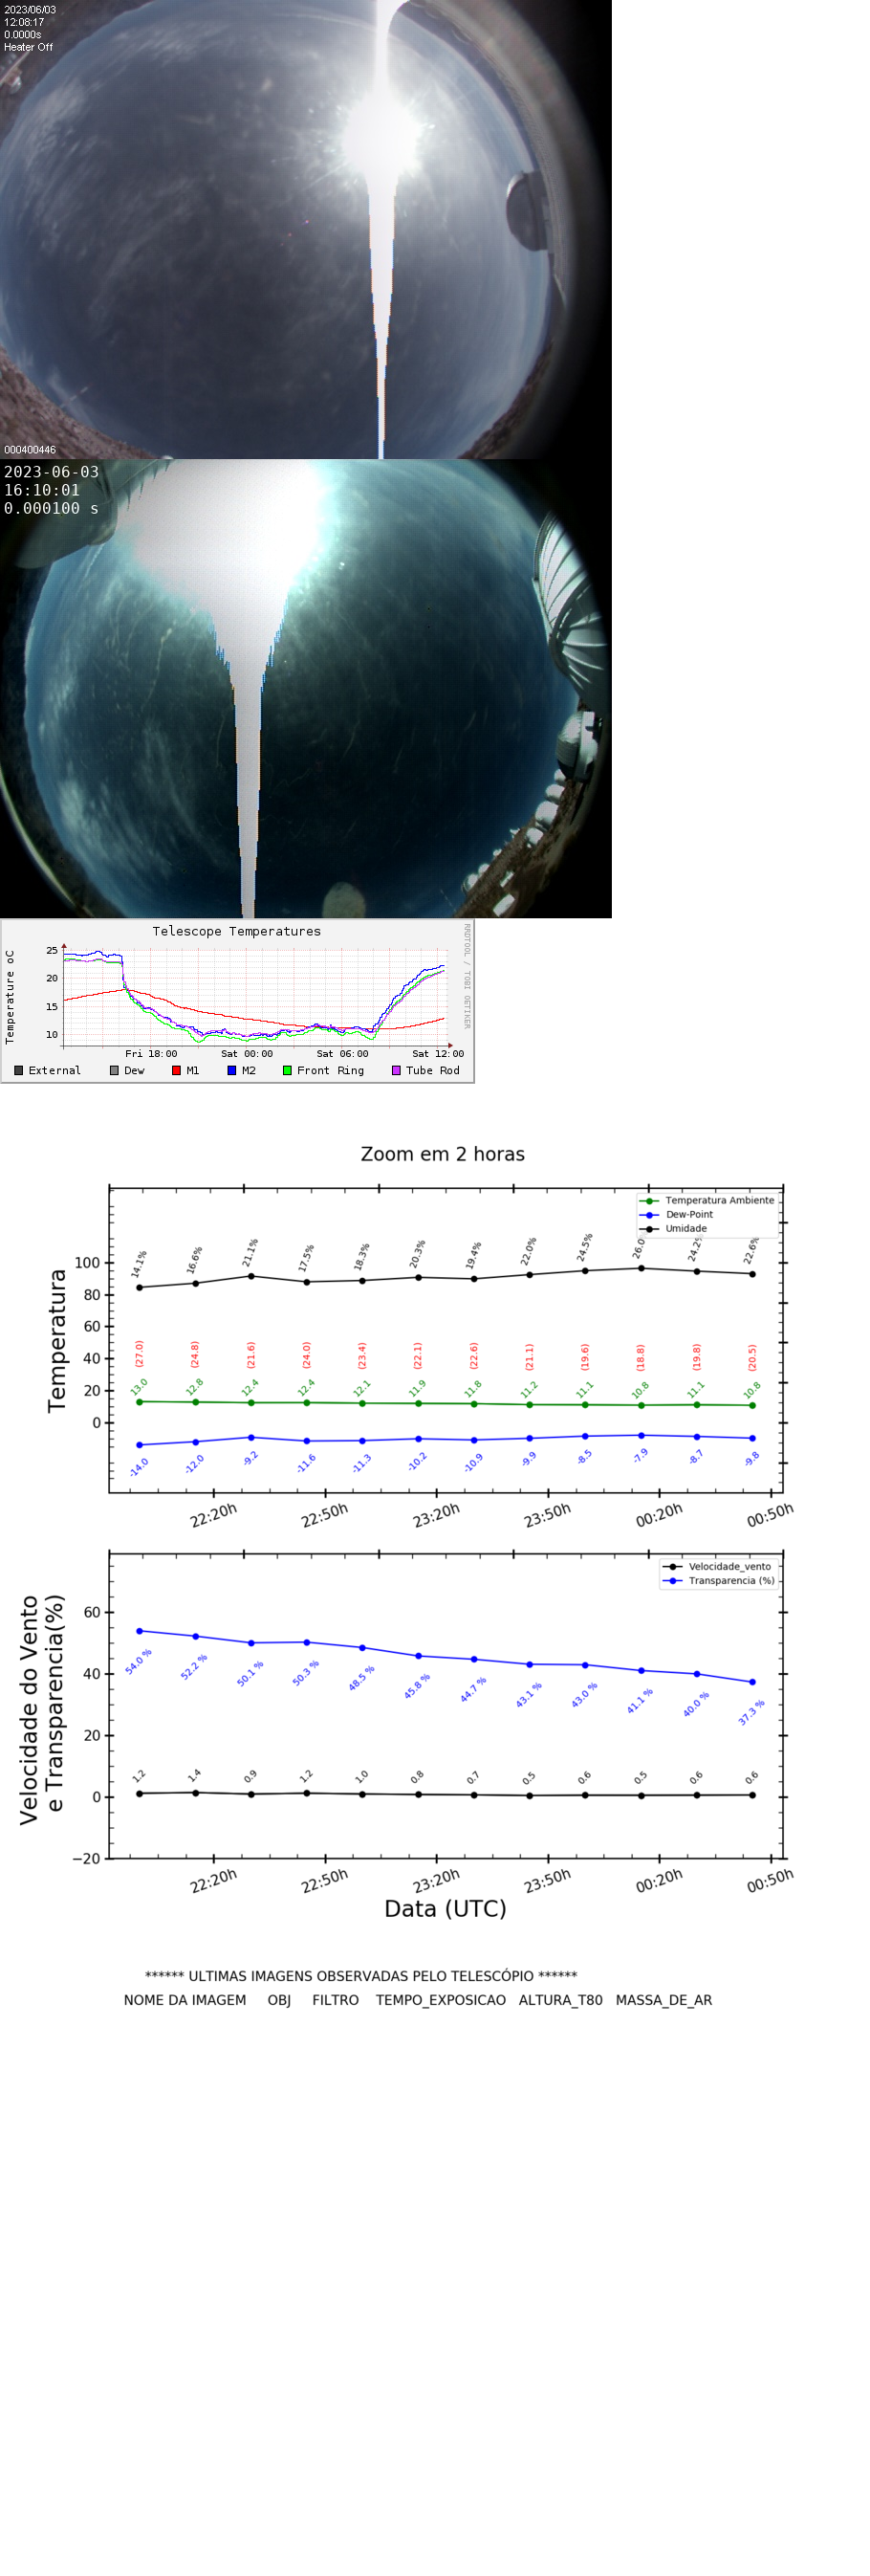 2023/06/03
12:08:17
0.0000s
Heater Off
000400446
2023-06-03
16:10:01
0.000100 s
Telescope Temperatures
RRDTOOL / TOBI OETIKER
Temperature oC
25
20
15
10
Fri 18:00 Sat 00:00 Sat 06:00 Sat 12:00
External Dew M1 M2 Front Ring Tube Rod
Zoom em 2 horas
Temperatura Ambiente
Dew-Point
Umidade
Temperatura
100
80
60
40
20
0
14.1% 16.6% 21.1% 17.5% 18.3% 20.3% 19.4% 22.0% 24.5% 26.0 24.2% 22.6%
(27.0) (24.8) (21.6) (24.0) (23.4) (22.1) (22.6) (21.1) (19.6) (18.8) (19.8) (20.5)
13.0 12.8 12.4 12.4 12.1 11.9 11.8 11.2 11.1 10.8 11.1 10.8
-14.0 -12.0 -9.2 -11.6 -11.3 -10.2 -10.9 -9.9 -8.5 -7.9 -8.7 -9.8
22:20h 22:50h 23:20h 23:50h 00:20h 00:50h
Velocidade_vento
Transparencia (%)
Velocidade do Vento
e Transparencia(%)
60
40
20
0
−20
54.0 % 52.2 % 50.1 % 50.3 % 48.5 % 45.8 % 44.7 % 43.1 % 43.0 % 41.1 % 40.0 % 37.3 %
1.2 1.4 0.9 1.2 1.0 0.8 0.7 0.5 0.6 0.5 0.6 0.6
22:20h 22:50h 23:20h 23:50h 00:20h 00:50h
Data (UTC)
****** ULTIMAS IMAGENS OBSERVADAS PELO TELESCÓPIO ******
NOME DA IMAGEM OBJ FILTRO TEMPO_EXPOSICAO ALTURA_T80 MASSA_DE_AR